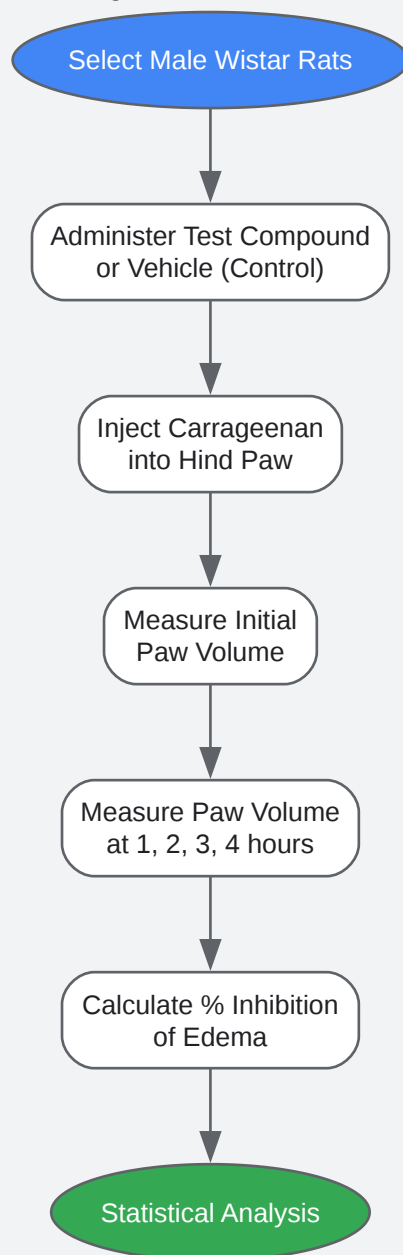 Select Male Wistar Rats
Administer Test Compound
or Vehicle (Control)
Inject Carrageenan
into Hind Paw
Measure Initial
Paw Volume
Measure Paw Volume
at 1, 2, 3, 4 hours
Calculate % Inhibition
of Edema
Statistical Analysis